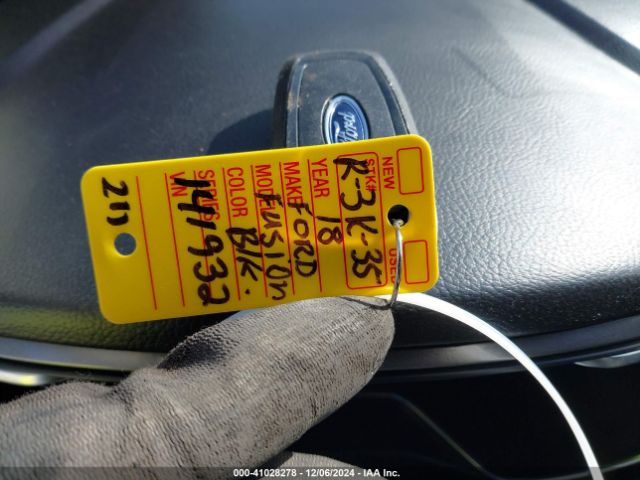 NEW USED
STK# R-3K-35
YEAR 18
MAKE FORD
MODEL FUSION
COLOR Blk.
SERIES
VIN 141932
211
Ford
000-41028278 - 12/06/2024 - IAA Inc.